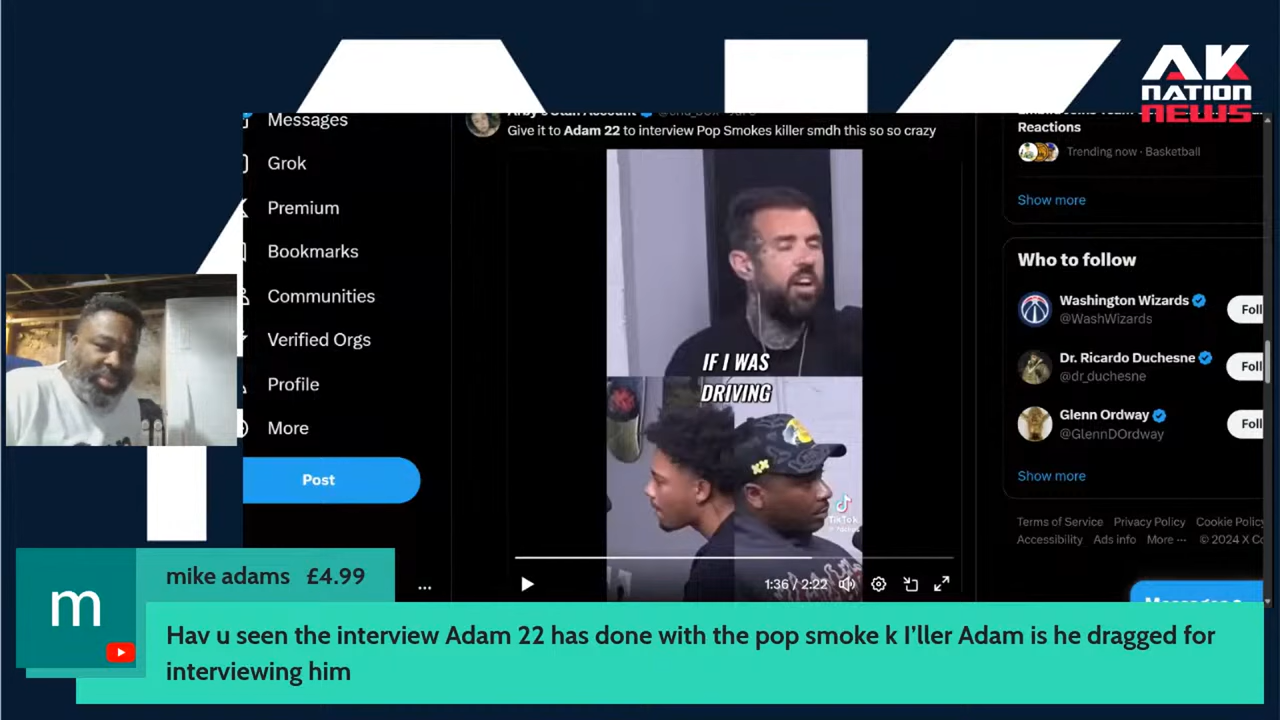 AK
NATION
NEWS
Messages
Grok
Premium
Bookmarks
Communities
Verified Orgs
Profile
More
Post
Give it to Adam 22 to interview Pop Smokes killer smdh this so so crazy
IF I WAS
DRIVING
TikTok
1:36 / 2:22
Reactions
Trending now · Basketball
Show more
Who to follow
Washington Wizards
@WashWizards
Foll
Dr. Ricardo Duchesne
@dr_duchesne
Foll
Glenn Ordway
@GlennDOrdway
Foll
Show more
Terms of Service Privacy Policy Cookie Policy
Accessibility Ads info More ··· © 2024 X Co
Messages
m
mike adams £4.99
Hav u seen the interview Adam 22 has done with the pop smoke k I’ller Adam is he dragged for
interviewing him